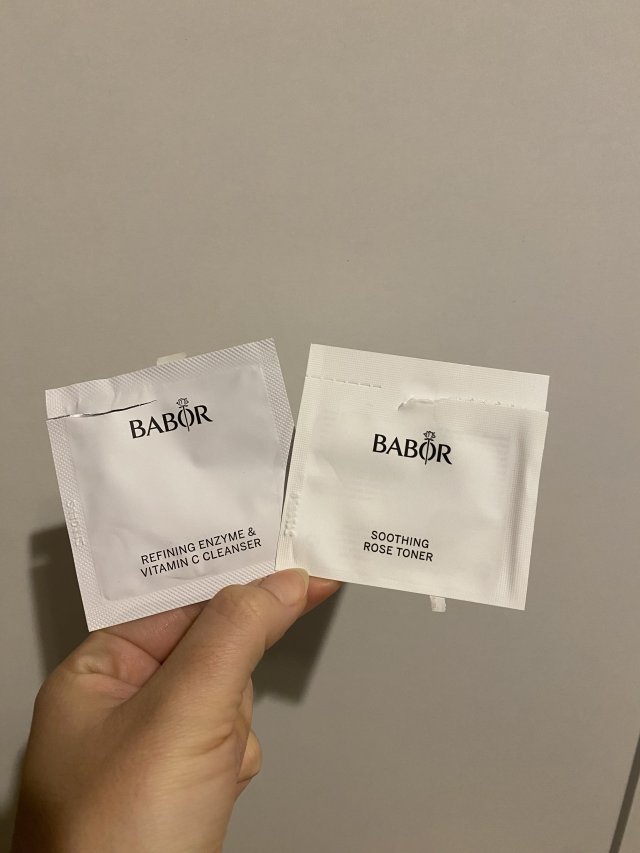 BABOR
REFINING ENZYME &
VITAMIN C CLEANSER
BABOR
SOOTHING
ROSE TONER